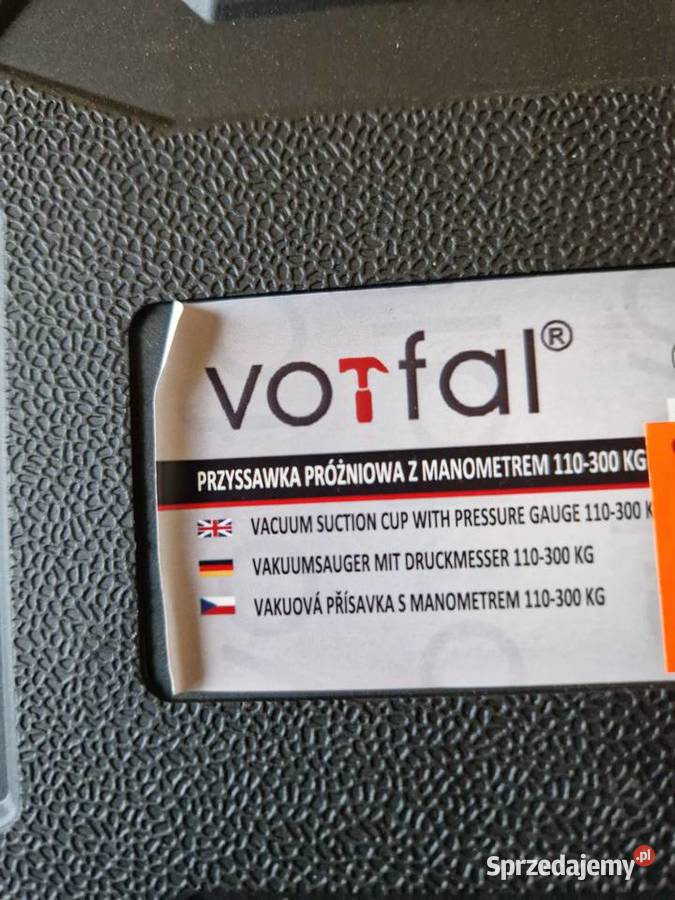 votfal®
PRZYSSAWKA PRÓŻNIOWA Z MANOMETREM 110-300 KG
VACUUM SUCTION CUP WITH PRESSURE GAUGE 110-300 K
VAKUUMSAUGER MIT DRUCKMESSER 110-300 KG
VAKUOVÁ PŘÍSAVKA S MANOMETREM 110-300 KG
Sprzedajemy.pl